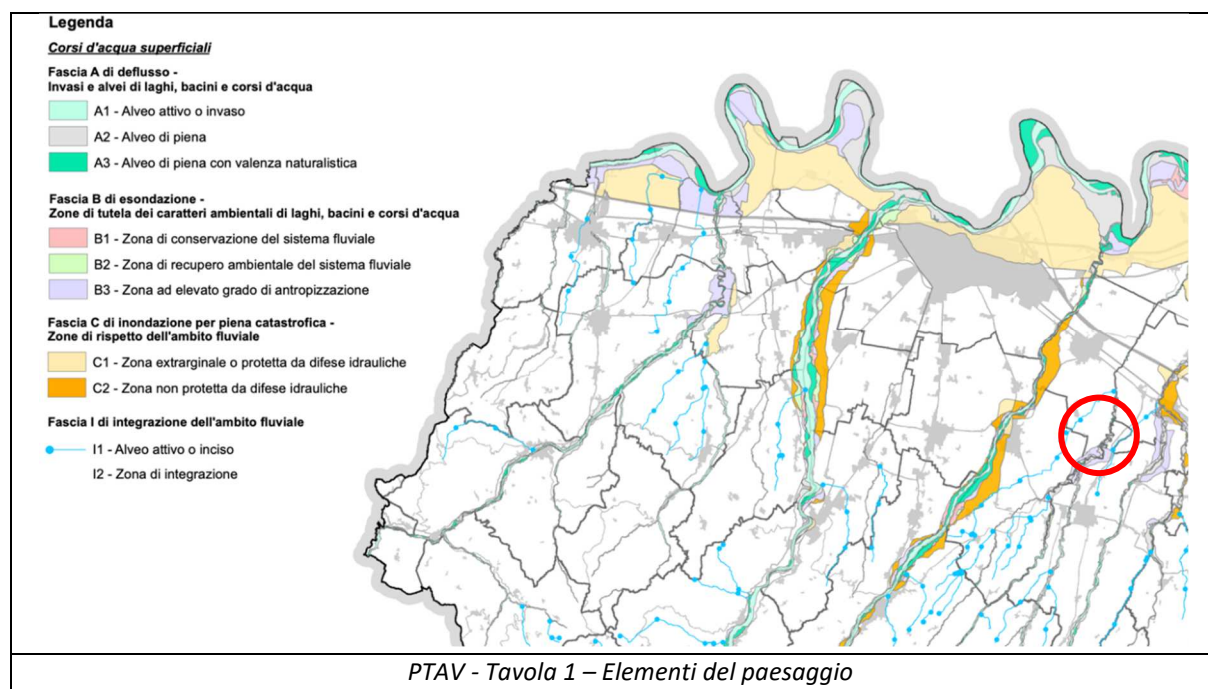 Legenda
Corsi d'acqua superficiali
Fascia A di deflusso -
Invasi e alvei di laghi, bacini e corsi d'acqua
A1 - Alveo attivo o invaso
A2 - Alveo di piena
A3 - Alveo di piena con valenza naturalistica
Fascia B di esondazione -
Zone di tutela dei caratteri ambientali di laghi, bacini e corsi d'acqua
B1 - Zona di conservazione del sistema fluviale
B2 - Zona di recupero ambientale del sistema fluviale
B3 - Zona ad elevato grado di antropizzazione
Fascia C di inondazione per piena catastrofica -
Zone di rispetto dell'ambito fluviale
C1 - Zona extrarginale o protetta da difese idrauliche
C2 - Zona non protetta da difese idrauliche
Fascia I di integrazione dell'ambito fluviale
I1 - Alveo attivo o inciso
I2 - Zona di integrazione
PTAV - Tavola 1 – Elementi del paesaggio